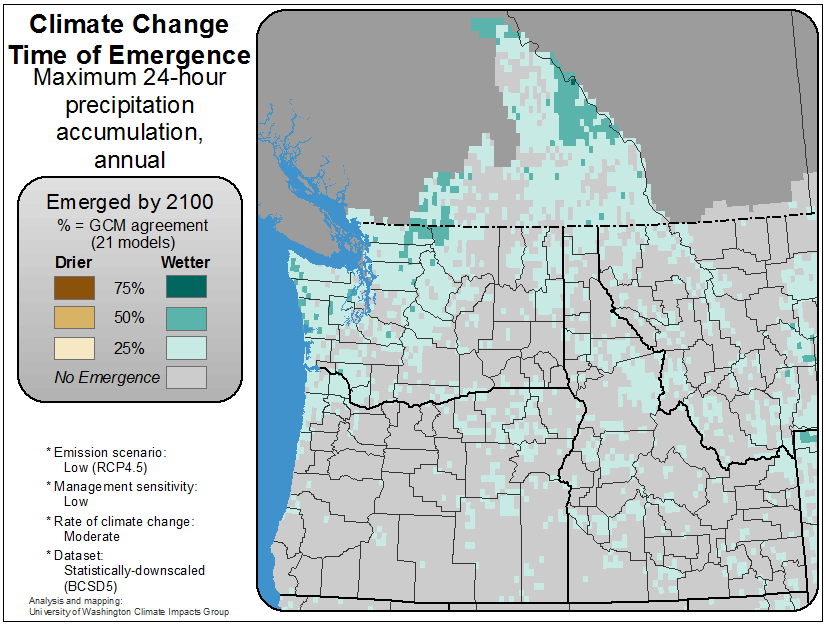 Climate Change
Time of Emergence
Maximum 24-hour
precipitation
accumulation,
annual
Emerged by 2100
% = GCM agreement
(21 models)
Drier Wetter
75%
50%
25%
No Emergence
* Emission scenario:
Low (RCP4.5)
* Management sensitivity:
Low
* Rate of climate change:
Moderate
* Dataset:
Statistically-downscaled
(BCSD5)
Analysis and mapping:
University of Washington Climate Impacts Group